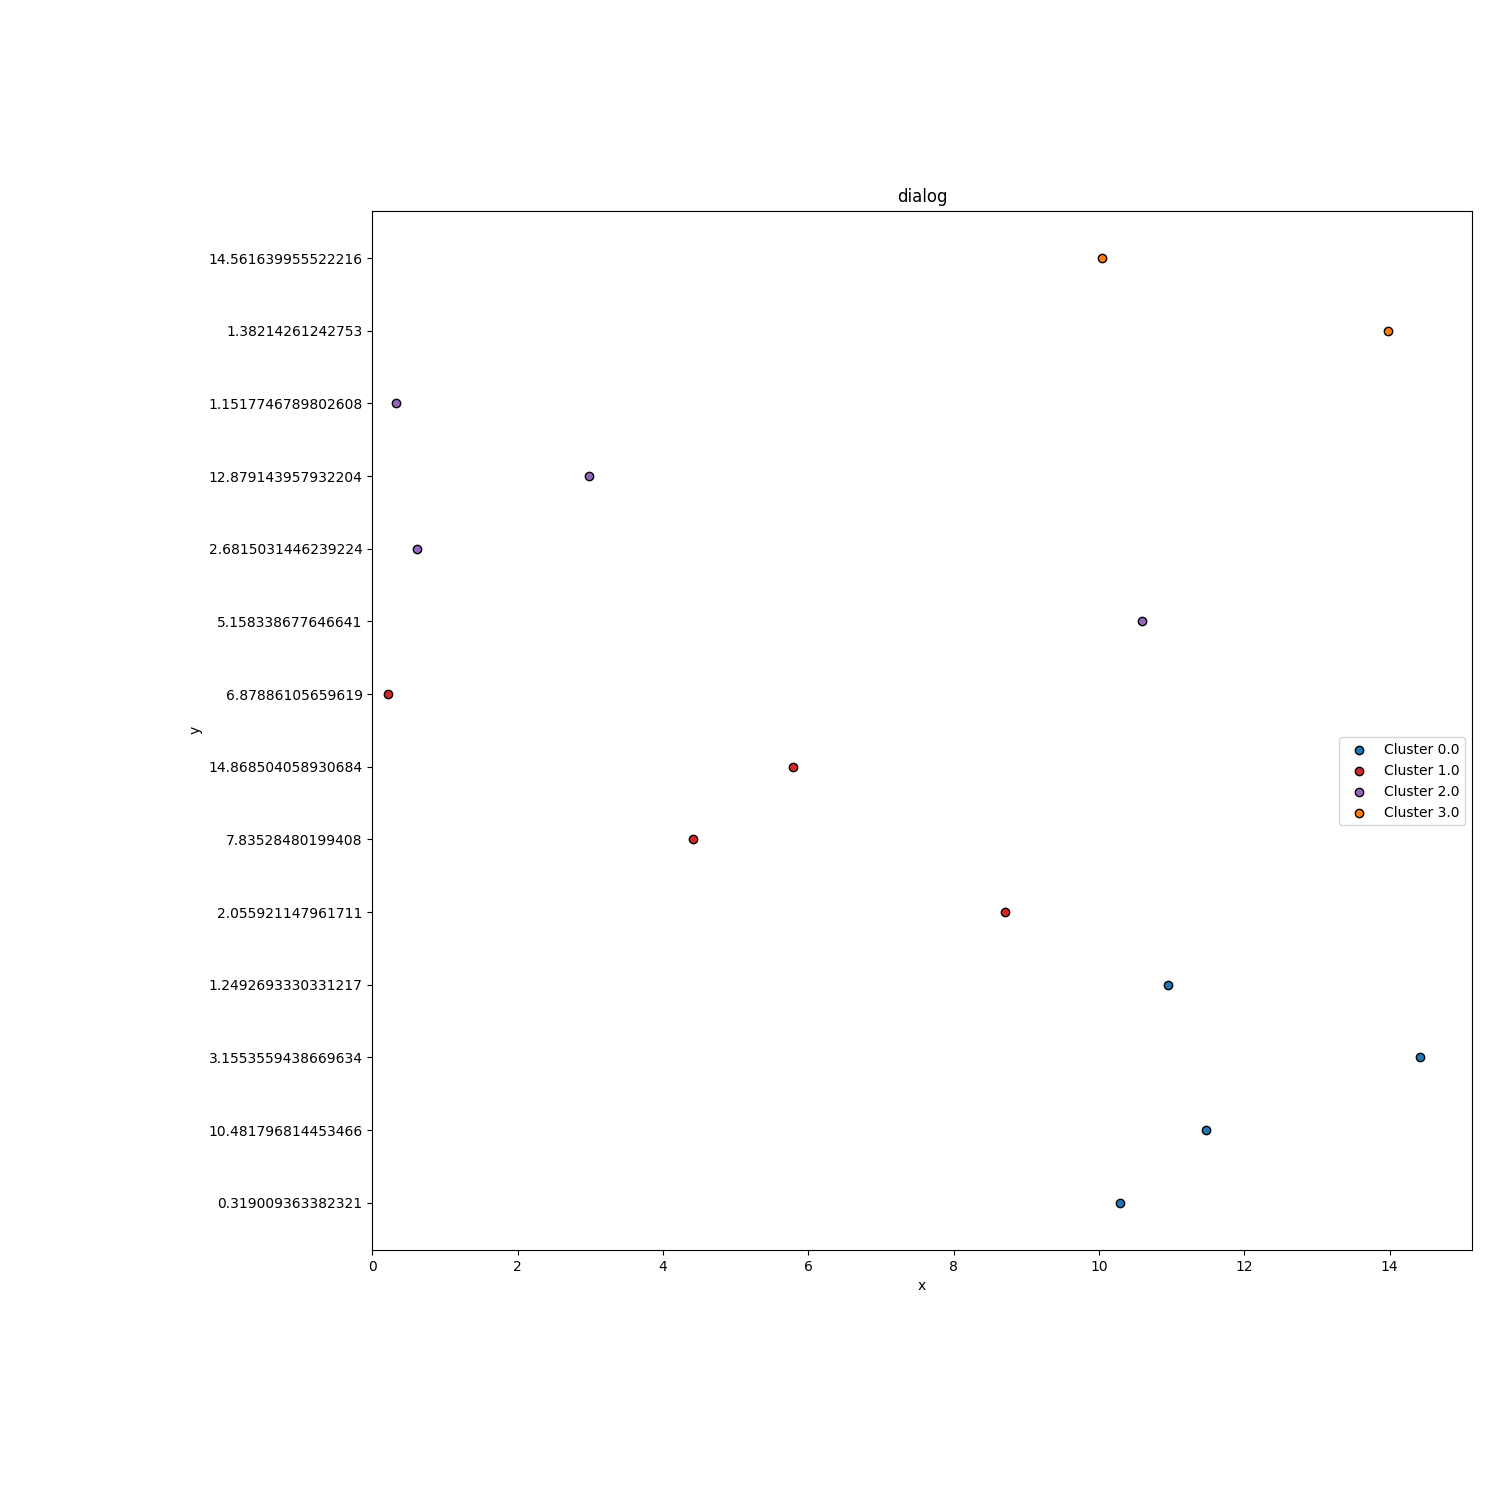 dialog
14.561639955522216
1.38214261242753
1.1517746789802608
12.879143957932204
2.6815031446239224
5.158338677646641
6.87886105659619
y
14.868504058930684
7.83528480199408
2.055921147961711
1.2492693330331217
3.1553559438669634
10.481796814453466
0.319009363382321
Cluster 0.0
Cluster 1.0
Cluster 2.0
Cluster 3.0
0 2 4 6 8 10 12 14
x